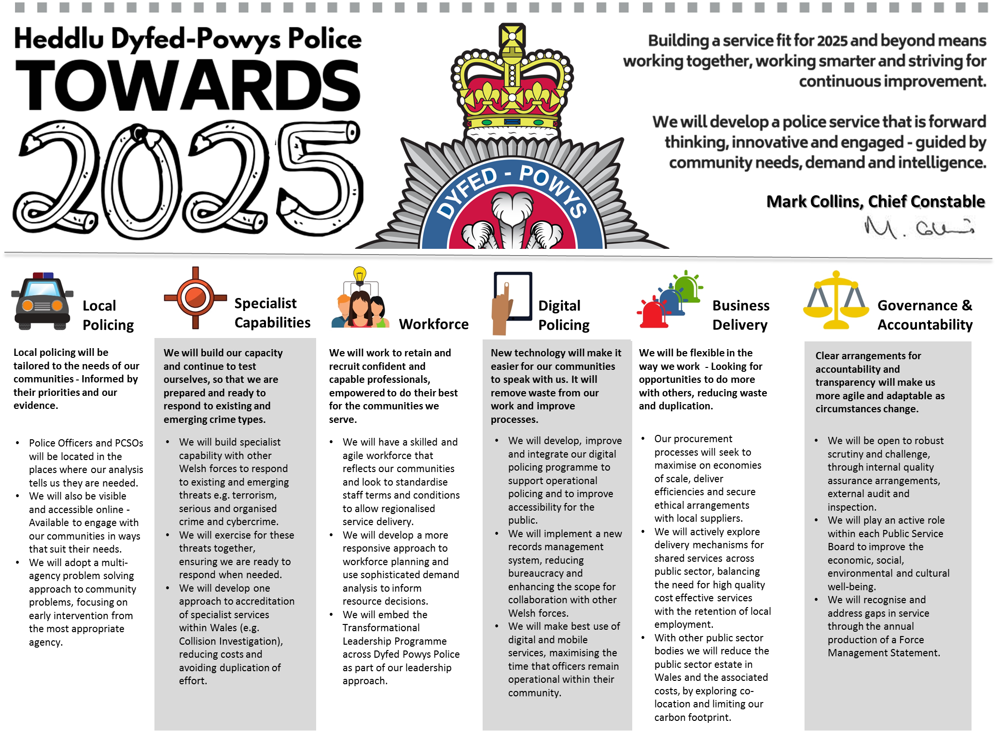 Heddlu Dyfed-Powys Police
TOWARDS
2025
DYFED - POWYS
Building a service fit for 2025 and beyond means
working together, working smarter and striving for
continuous improvement.
We will develop a police service that is forward
thinking, innovative and engaged - guided by
community needs, demand and intelligence.
Mark Collins, Chief Constable
M. Collins
Local
Policing
Local policing will be
tailored to the needs of our
communities - Informed by
their priorities and our
evidence.
• Police Officers and PCSOs
will be located in the
places where our analysis
tells us they are needed.
• We will also be visible
and accessible online -
Available to engage with
our communities in ways
that suit their needs.
• We will adopt a multi-
agency problem solving
approach to community
problems, focusing on
early intervention from
the most appropriate
agency.
Specialist
Capabilities
We will build our capacity
and continue to test
ourselves, so that we are
prepared and ready to
respond to existing and
emerging crime types.
• We will build specialist
capability with other
Welsh forces to respond
to existing and emerging
threats e.g. terrorism,
serious and organised
crime and cybercrime.
• We will exercise for these
threats together,
ensuring we are ready to
respond when needed.
• We will develop one
approach to accreditation
of specialist services
within Wales (e.g.
Collision Investigation),
reducing costs and
avoiding duplication of
effort.
Workforce
We will work to retain and
recruit confident and
capable professionals,
empowered to do their best
for the communities we
serve.
• We will have a skilled and
agile workforce that
reflects our communities
and look to standardise
staff terms and conditions
to allow regionalised
service delivery.
• We will develop a more
responsive approach to
workforce planning and
use sophisticated demand
analysis to inform
resource decisions.
• We will embed the
Transformational
Leadership Programme
across Dyfed Powys Police
as part of our leadership
approach.
Digital
Policing
New technology will make it
easier for our communities
to speak with us. It will
remove waste from our
work and improve
processes.
• We will develop, improve
and integrate our digital
policing programme to
support operational
policing and to improve
accessibility for the
public.
• We will implement a new
records management
system, reducing
bureaucracy and
enhancing the scope for
collaboration with other
Welsh forces.
• We will make best use of
digital and mobile
services, maximising the
time that officers remain
operational within their
community.
Business
Delivery
We will be flexible in the
way we work - Looking for
opportunities to do more
with others, reducing waste
and duplication.
• Our procurement
processes will seek to
maximise on economies
of scale, deliver
efficiencies and secure
ethical arrangements
with local suppliers.
• We will actively explore
delivery mechanisms for
shared services across
public sector, balancing
the need for high quality
cost effective services
with the retention of local
employment.
• With other public sector
bodies we will reduce the
public sector estate in
Wales and the associated
costs, by exploring co-
location and limiting our
carbon footprint.
Governance &
Accountability
Clear arrangements for
accountability and
transparency will make us
more agile and adaptable as
circumstances change.
• We will be open to robust
scrutiny and challenge,
through internal quality
assurance arrangements,
external audit and
inspection.
• We will play an active role
within each Public Service
Board to improve the
economic, social,
environmental and cultural
well-being.
• We will recognise and
address gaps in service
through the annual
production of a Force
Management Statement.